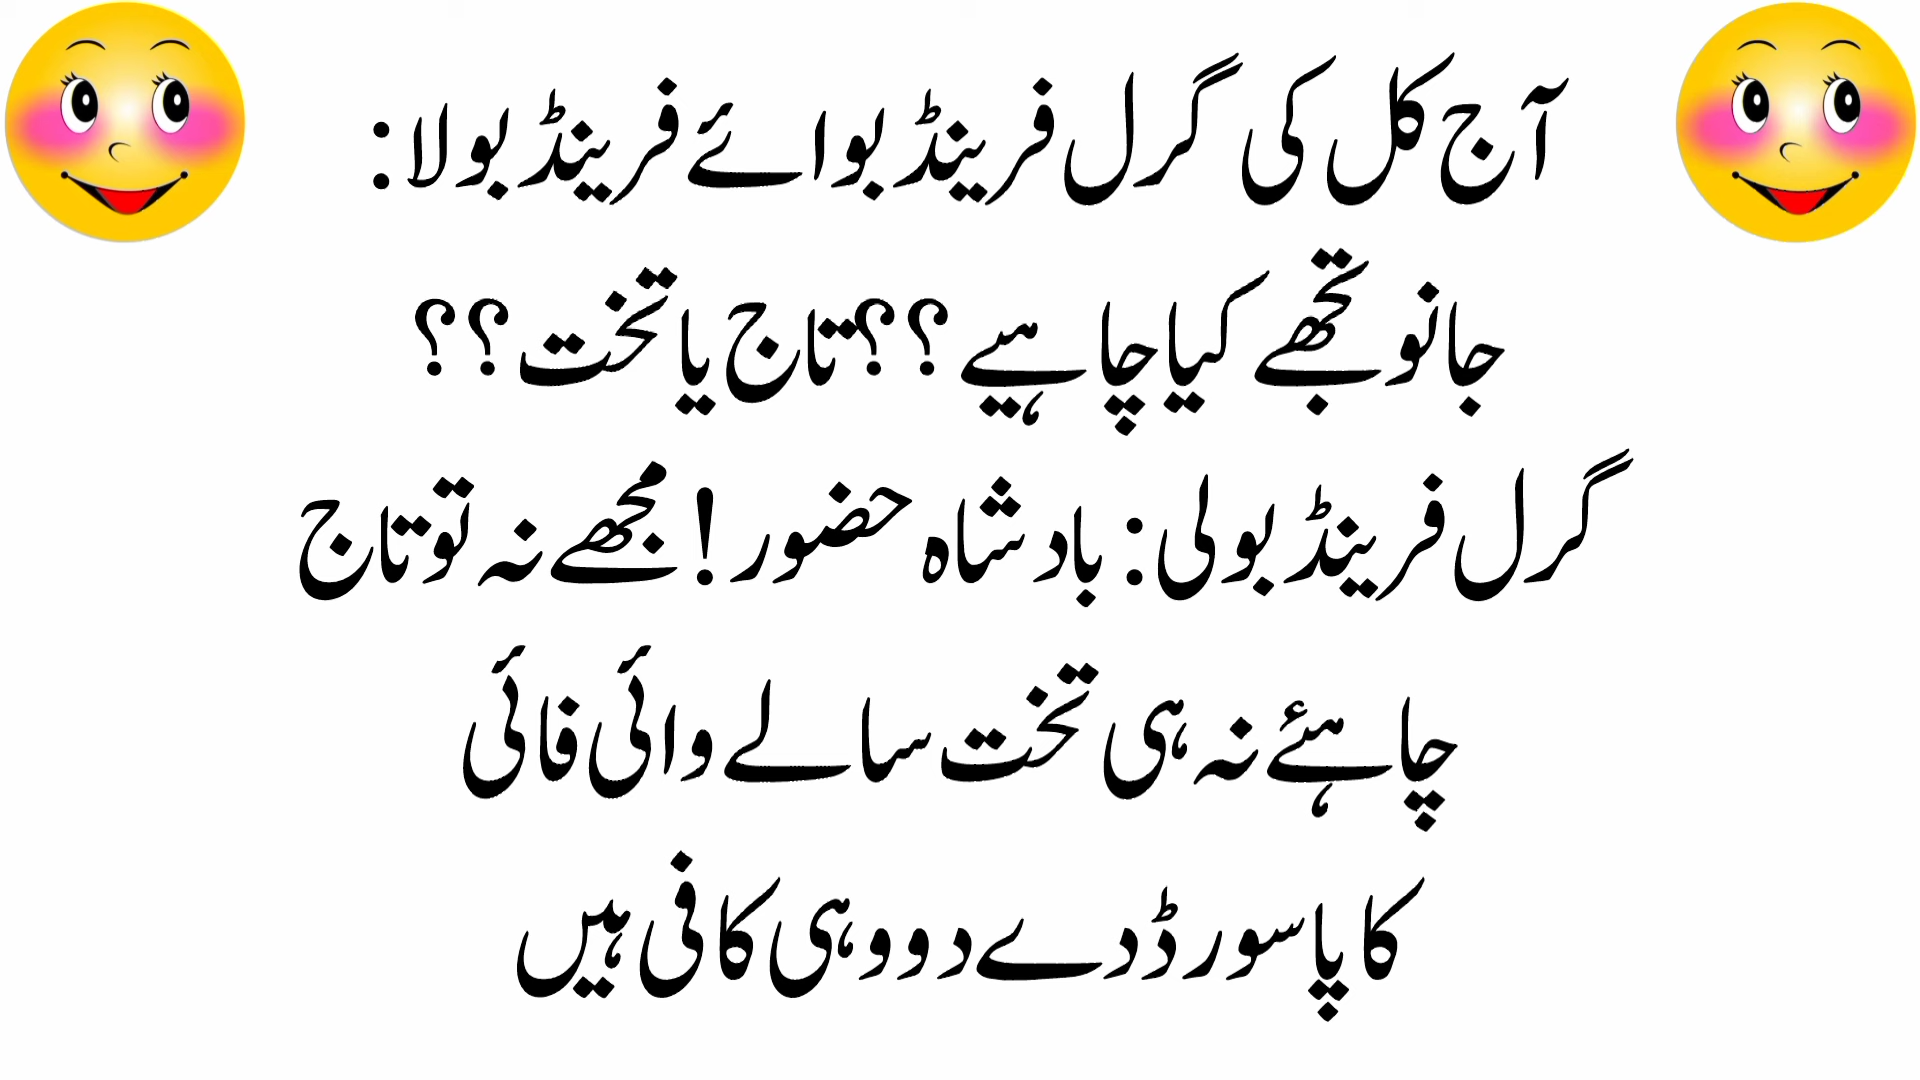 آج کل کی گرل فرینڈ بوائے فرینڈ بولا:
جانو تجھے کیا چاہیے ؟؟ تاج یا تخت ؟؟
گرل فرینڈ بولی: بادشاہ حضور! مجھے نہ تو تاج
چاہئے نہ ہی تخت سالے وائی فائی
کا پاسورڈ دے دو وہی کافی ہیں